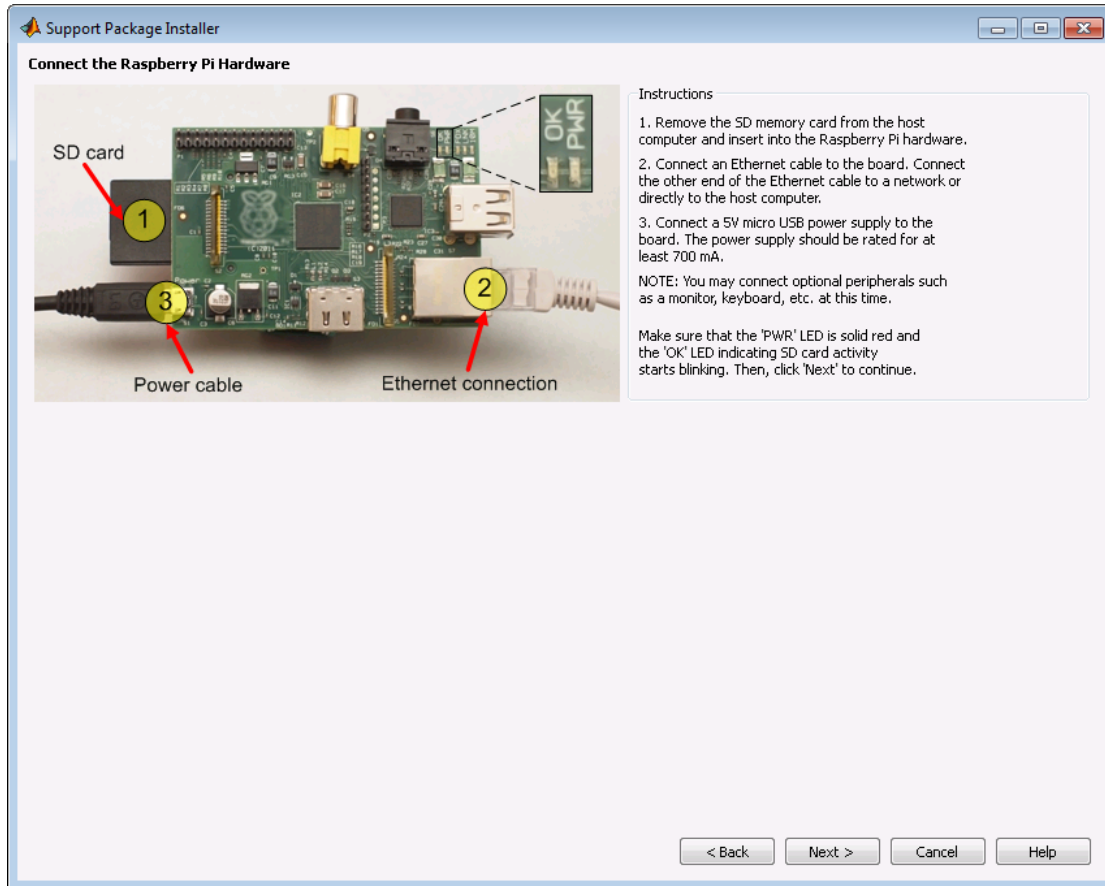 Support Package Installer
Connect the Raspberry Pi Hardware
SD card
1
OK
PWR
3
2
Power cable
Ethernet connection
Instructions
1. Remove the SD memory card from the host
computer and insert into the Raspberry Pi hardware.
2. Connect an Ethernet cable to the board. Connect
the other end of the Ethernet cable to a network or
directly to the host computer.
3. Connect a 5V micro USB power supply to the
board. The power supply should be rated for at
least 700 mA.
NOTE: You may connect optional peripherals such
as a monitor, keyboard, etc. at this time.
Make sure that the 'PWR' LED is solid red and
the 'OK' LED indicating SD card activity
starts blinking. Then, click 'Next' to continue.
< Back
Next >
Cancel
Help